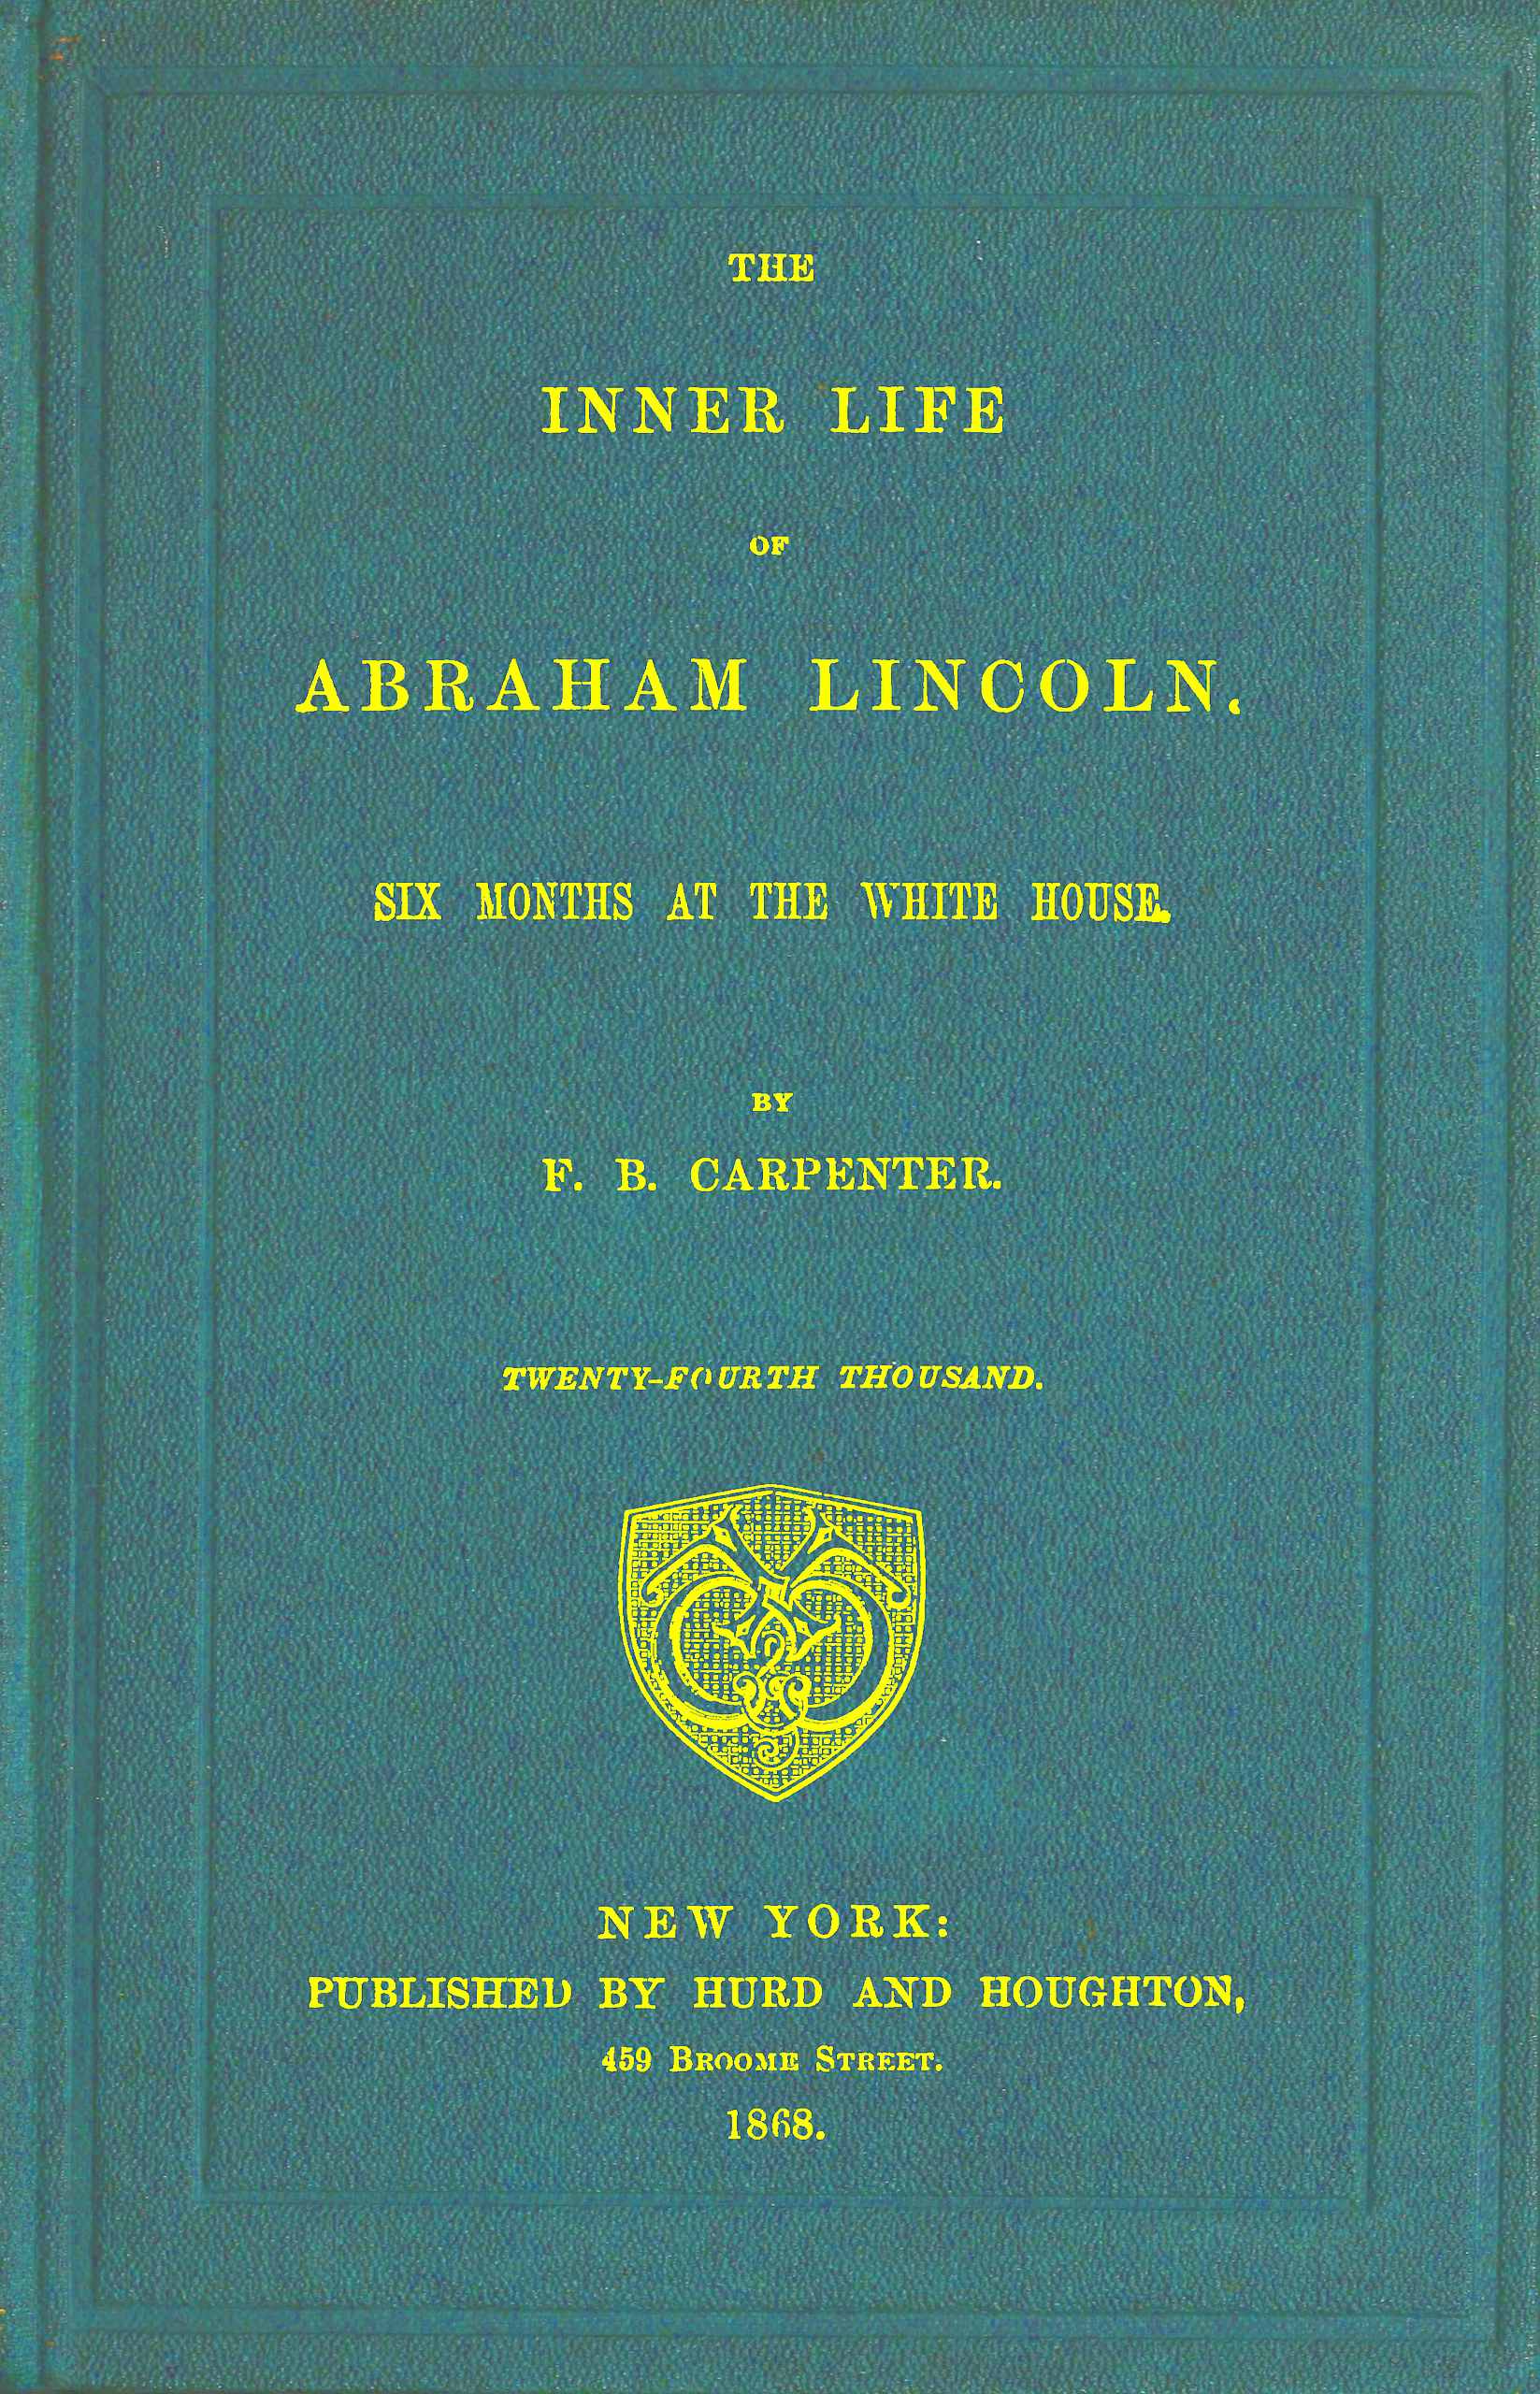 THE
INNER LIFE
OF
ABRAHAM LINCOLN.
SIX MONTHS AT THE WHITE HOUSE.
BY
F. B. CARPENTER.
TWENTY-FOURTH THOUSAND.
NEW YORK:
PUBLISHED BY HURD AND HOUGHTON,
459 BROOME STREET.
1868.